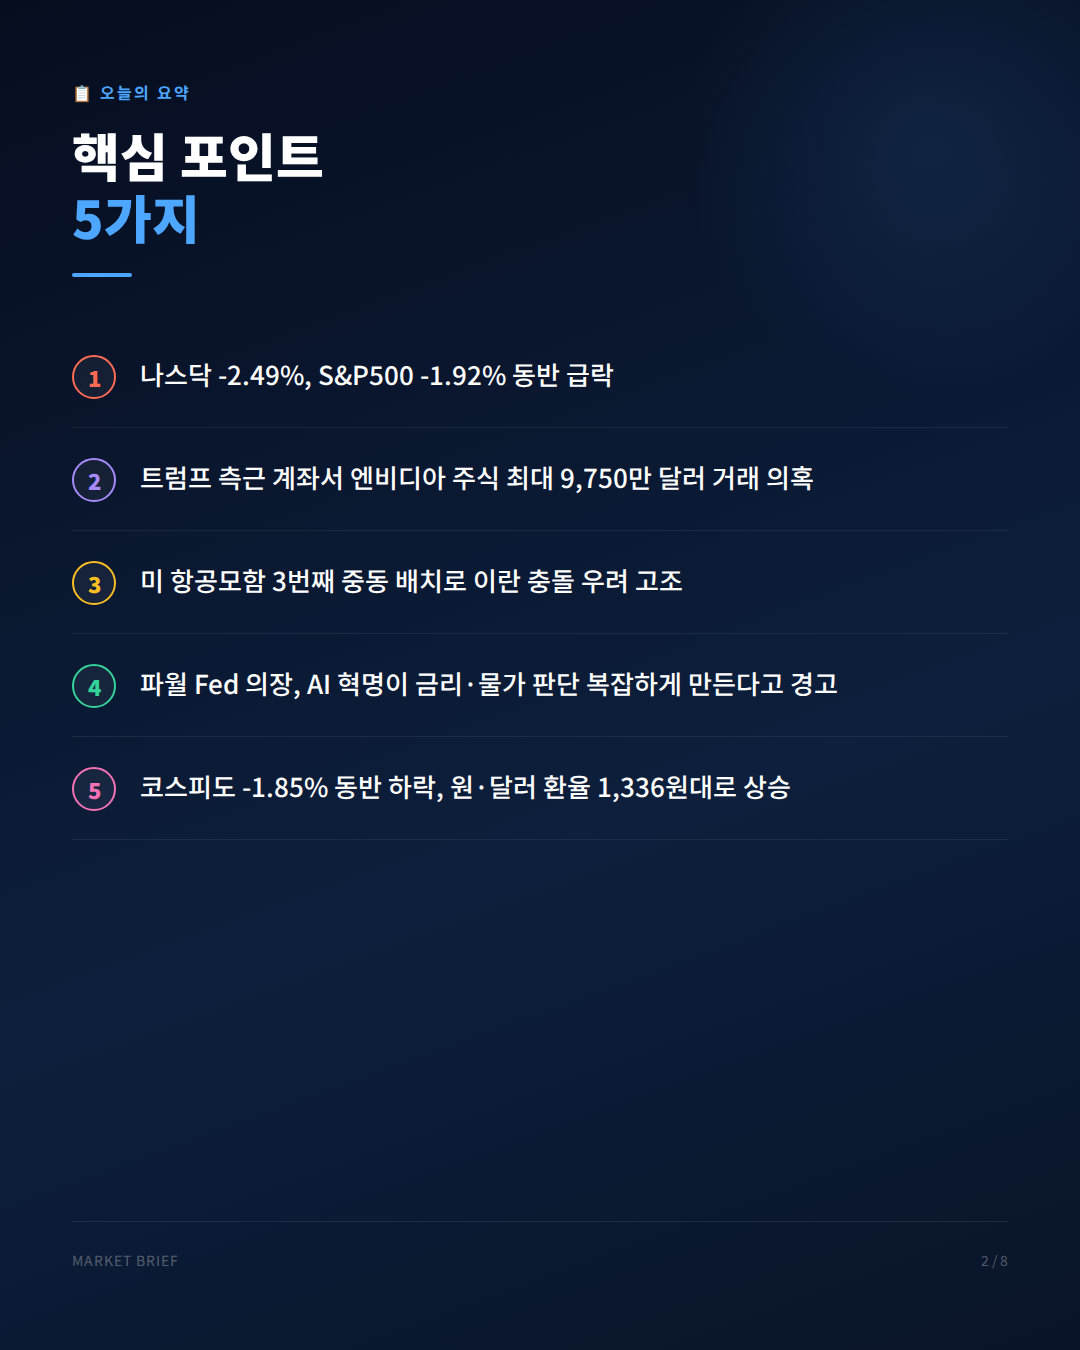 📋 오늘의 요약
핵심 포인트
5가지
1 나스닥 -2.49%, S&P500 -1.92% 동반 급락
2 트럼프 측근 계좌서 엔비디아 주식 최대 9,750만 달러 거래 의혹
3 미 항공모함 3번째 중동 배치로 이란 충돌 우려 고조
4 파월 Fed 의장, AI 혁명이 금리·물가 판단 복잡하게 만든다고 경고
5 코스피도 -1.85% 동반 하락, 원·달러 환율 1,336원대로 상승
MARKET BRIEF 2 / 8